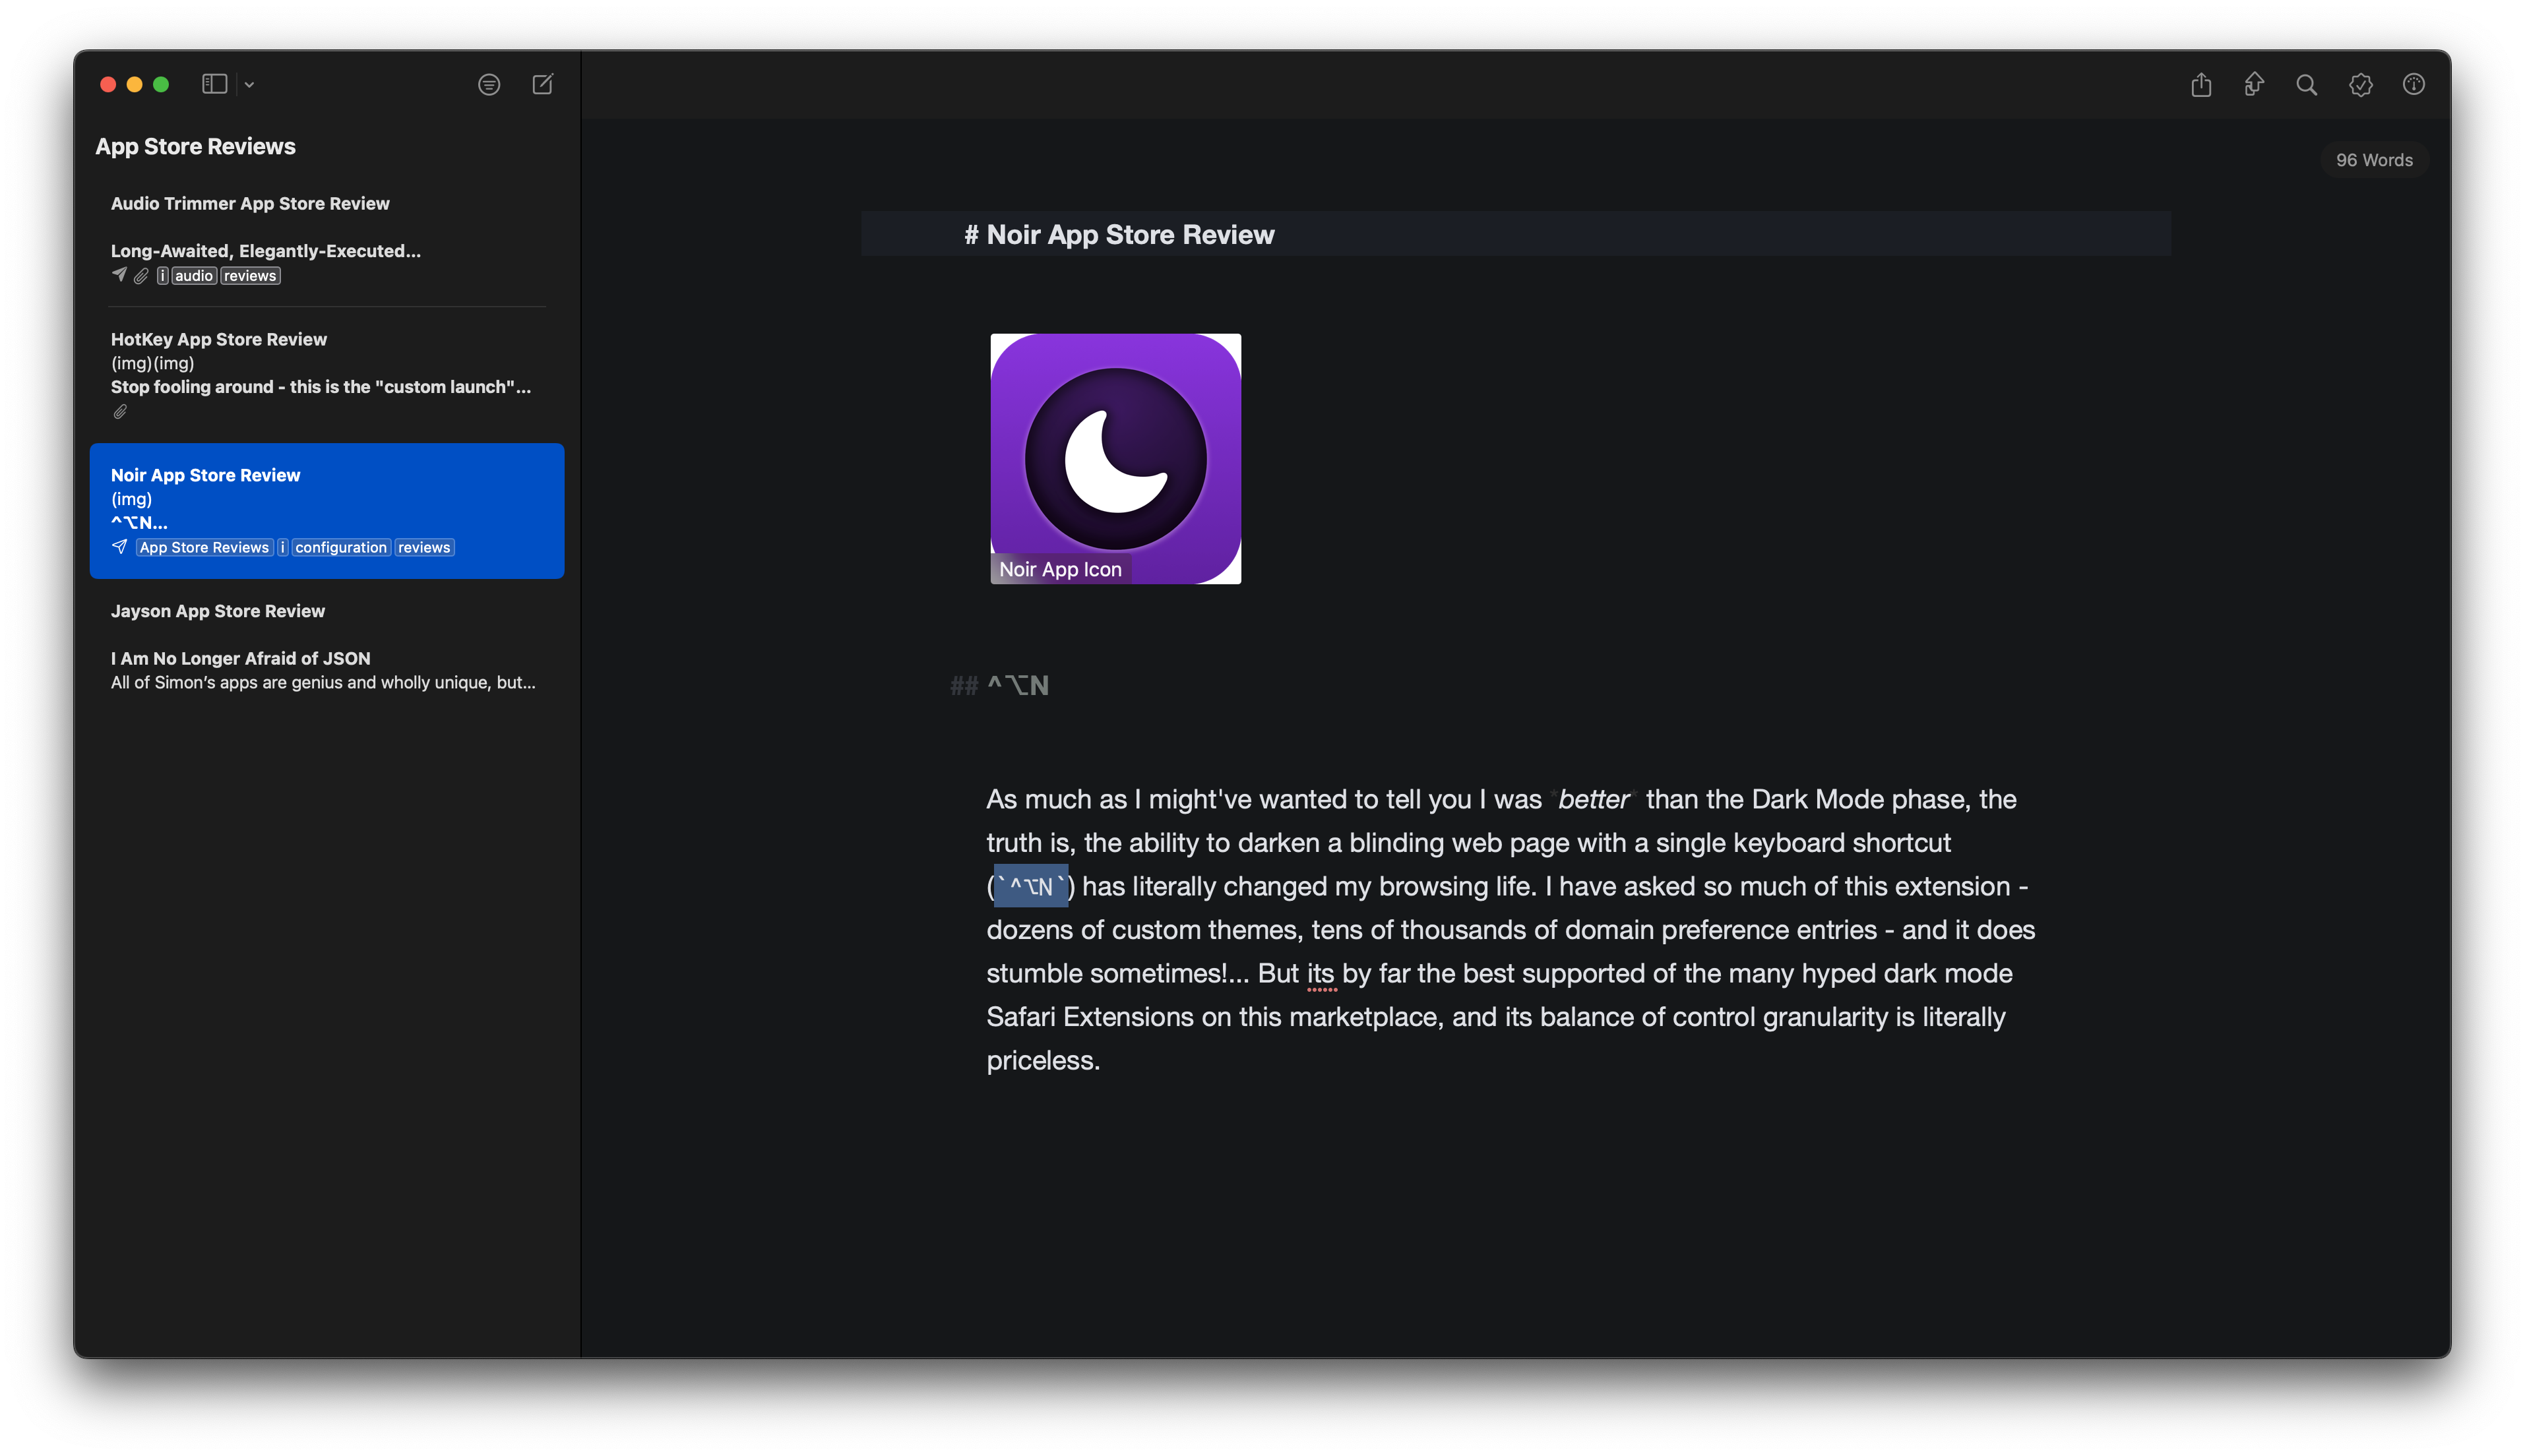 App Store Reviews
Audio Trimmer App Store Review
Long-Awaited, Elegantly-Executed...
i audio reviews
HotKey App Store Review
(img)(img)
Stop fooling around - this is the "custom launch"...
Noir App Store Review
(img)
^⌥N...
App Store Reviews i configuration reviews
Jayson App Store Review
I Am No Longer Afraid of JSON
All of Simon’s apps are genius and wholly unique, but...
96 Words
# Noir App Store Review
Noir App Icon
## ^⌥N
As much as I might've wanted to tell you I was *better* than the Dark Mode phase, the
truth is, the ability to darken a blinding web page with a single keyboard shortcut
(`^⌥N`) has literally changed my browsing life. I have asked so much of this extension -
dozens of custom themes, tens of thousands of domain preference entries - and it does
stumble sometimes!... But its by far the best supported of the many hyped dark mode
Safari Extensions on this marketplace, and its balance of control granularity is literally
priceless.